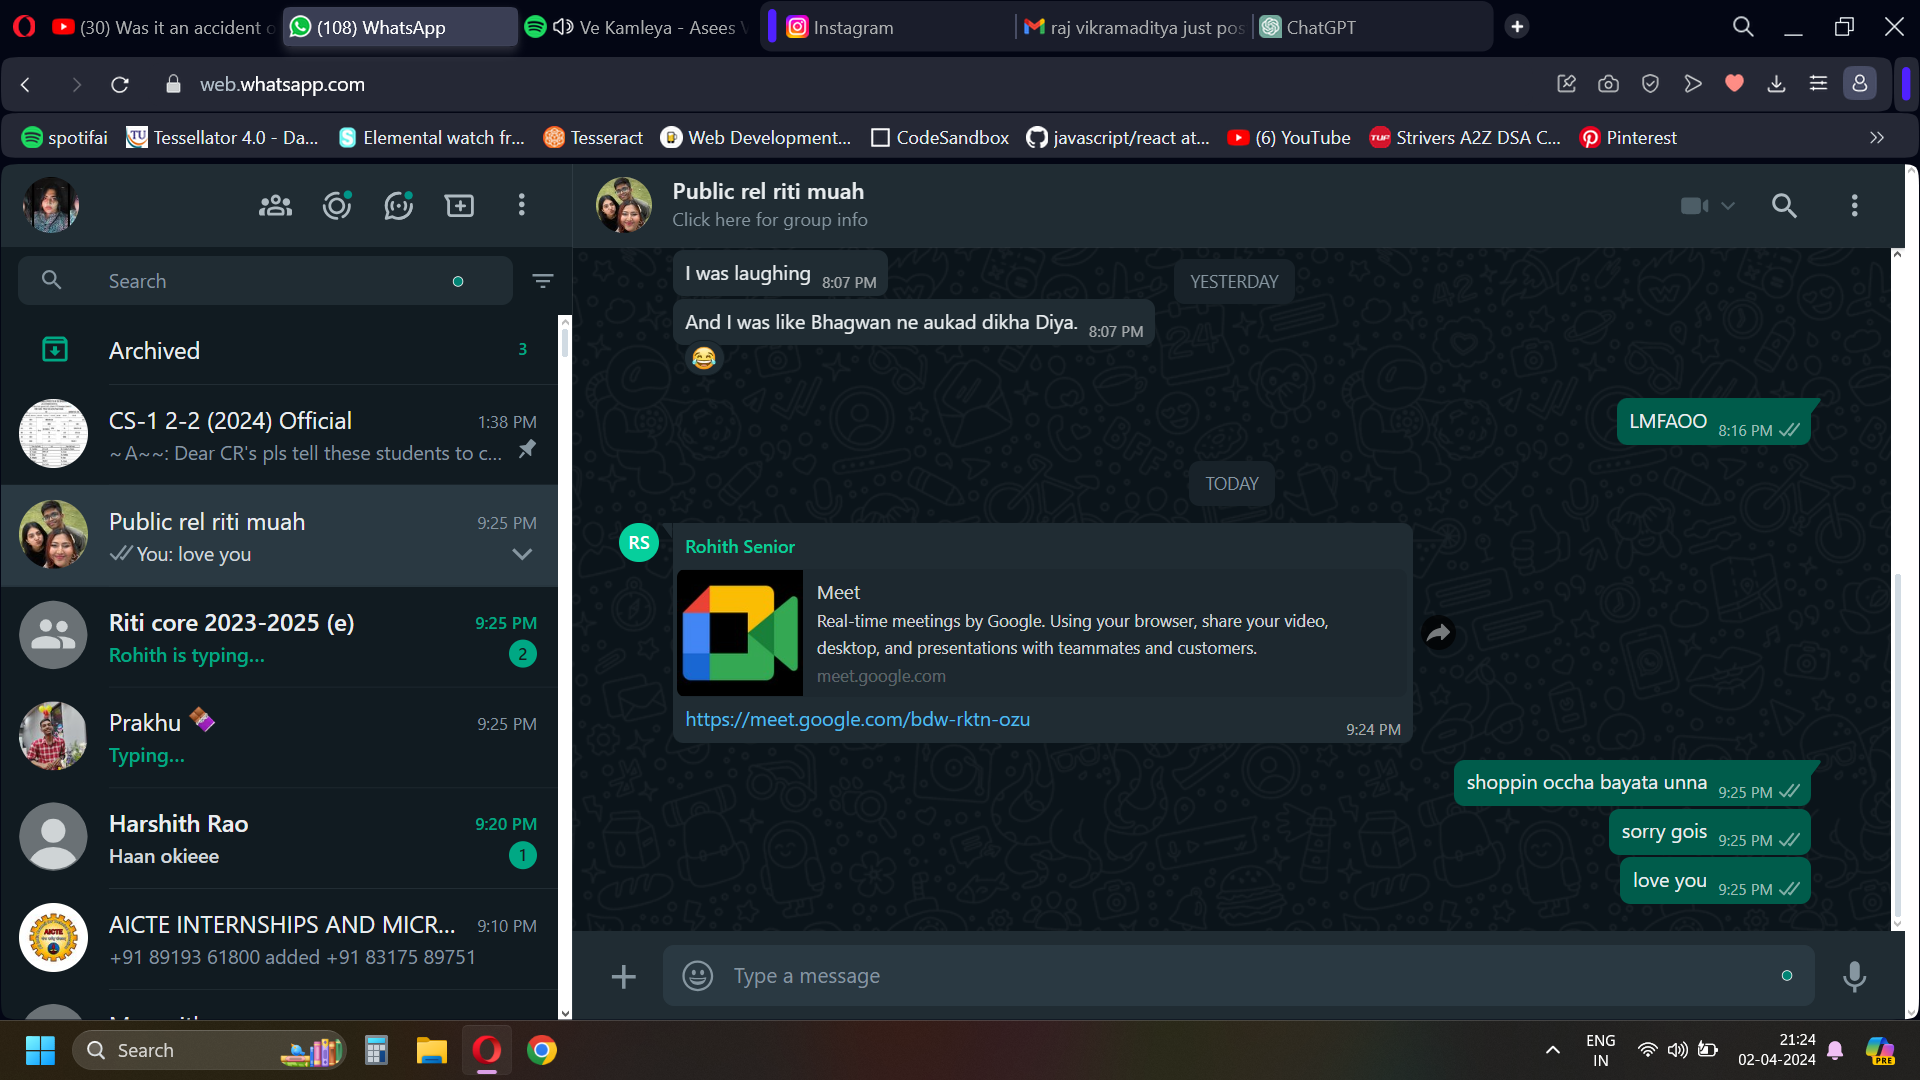 (30) Was it an accident o
(108) WhatsApp
Ve Kamleya - Asees
Instagram
raj vikramaditya just pos
ChatGPT
web.whatsapp.com
spotifai
Tessellator 4.0 - Da...
Elemental watch fr...
Tesseract
Web Development...
CodeSandbox
javascript/react at...
(6) YouTube
Strivers A2Z DSA C...
Pinterest
Search
Archived
3
CS-1 2-2 (2024) Official
1:38 PM
~ A~~: Dear CR's pls tell these students to c...
Public rel riti muah
9:25 PM
You: love you
Riti core 2023-2025 (e)
9:25 PM
Rohith is typing...
2
Prakhu
9:25 PM
Typing...
Harshith Rao
9:20 PM
Haan okieee
1
AICTE INTERNSHIPS AND MICR...
9:10 PM
+91 89193 61800 added +91 83175 89751
Public rel riti muah
Click here for group info
I was laughing 8:07 PM
YESTERDAY
And I was like Bhagwan ne aukad dikha Diya. 8:07 PM
😂
LMFAOO 8:16 PM
TODAY
RS
Rohith Senior
Meet
Real-time meetings by Google. Using your browser, share your video,
desktop, and presentations with teammates and customers.
meet.google.com
https://meet.google.com/bdw-rktn-ozu
9:24 PM
shoppin occha bayata unna 9:25 PM
sorry gois 9:25 PM
love you 9:25 PM
Type a message
Search
ENG
IN
21:24
02-04-2024
PRE